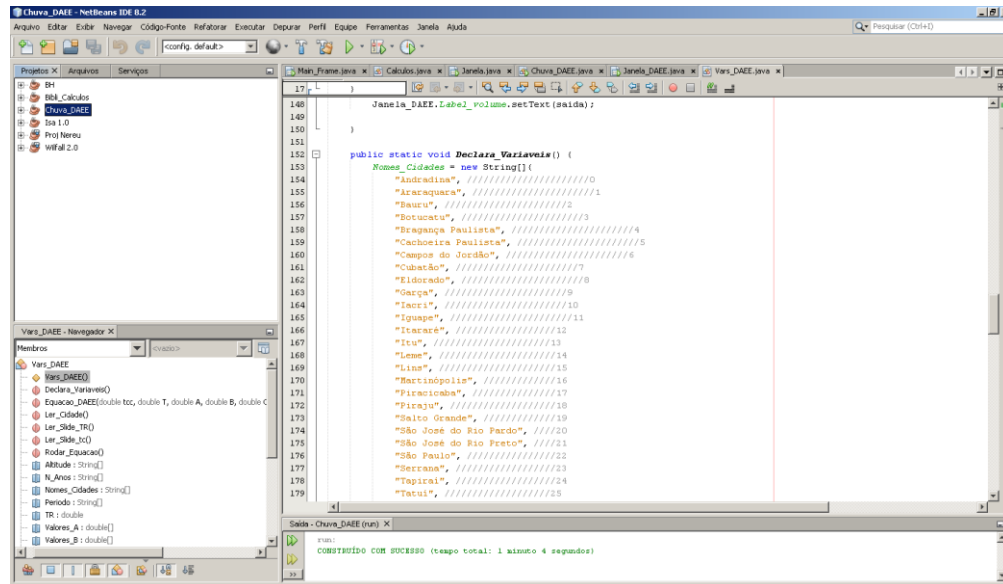 Chuva_DAEE - NetBeans IDE 8.2
Arquivo Editar Exibir Navegar Código-Fonte Refatorar Executar Depurar Perfil Equipe Ferramentas Janela Ajuda
Pesquisar (Ctrl+I)
<config. default>
Projetos Arquivos Serviços
BH
Bibli_Calculos
Chuva_DAEE
Isa 1.0
Proj Nereu
Wilfall 2.0
Main_Frame.java Calculos.java Janela.java Chuva_DAEE.java Janela_DAEE.java Vars_DAEE.java
17 }
148 Janela_DAEE.Label_volume.setText(saida);
149
150 }
151
152 public static void Declara_Variaveis() {
153 Nomes_Cidades = new String[]{
154 "Andradina", //////////////////////0
155 "Araraquara", //////////////////////1
156 "Bauru", //////////////////////2
157 "Botucatu", //////////////////////3
158 "Bragança Paulista", //////////////////////4
159 "Cachoeira Paulista", //////////////////////5
160 "Campos do Jordão", //////////////////////6
161 "Cubatão", //////////////////////7
162 "Eldorado", //////////////////////8
163 "Garça", //////////////////////9
164 "Iacri", //////////////////////10
165 "Iguape", //////////////////////11
166 "Itararé", //////////////////12
167 "Itu", ////////////////////13
168 "Leme", ////////////////////14
169 "Lins", ////////////////////15
170 "Martinópolis", ///////////////16
171 "Piracicaba", ///////////////17
172 "Piraju", //////////////////18
173 "Salto Grande", /////////////19
174 "São José do Rio Pardo", ////20
175 "São José do Rio Preto", ////21
176 "São Paulo", ////////////////22
177 "Serrana", //////////////////23
178 "Tapiraí", //////////////////24
179 "Tatuí", ///////////////////25
Vars_DAEE - Navegador
Membros <vazio>
Vars_DAEE
Vars_DAEE()
Declara_Variaveis()
Equacao_DAEE(double tcc, double T, double A, double B, double C
Ler_Cidade()
Ler_Slide_TR()
Ler_Slide_tc()
Rodar_Equacao()
Altitude : String[]
N_Anos : String[]
Nomes_Cidades : String[]
Periodo : String[]
TR : double
Valores_A : double[]
Valores_B : double[]
Saída - Chuva_DAEE (run)
run:
CONSTRUÍDO COM SUCESSO (tempo total: 1 minuto 4 segundos)